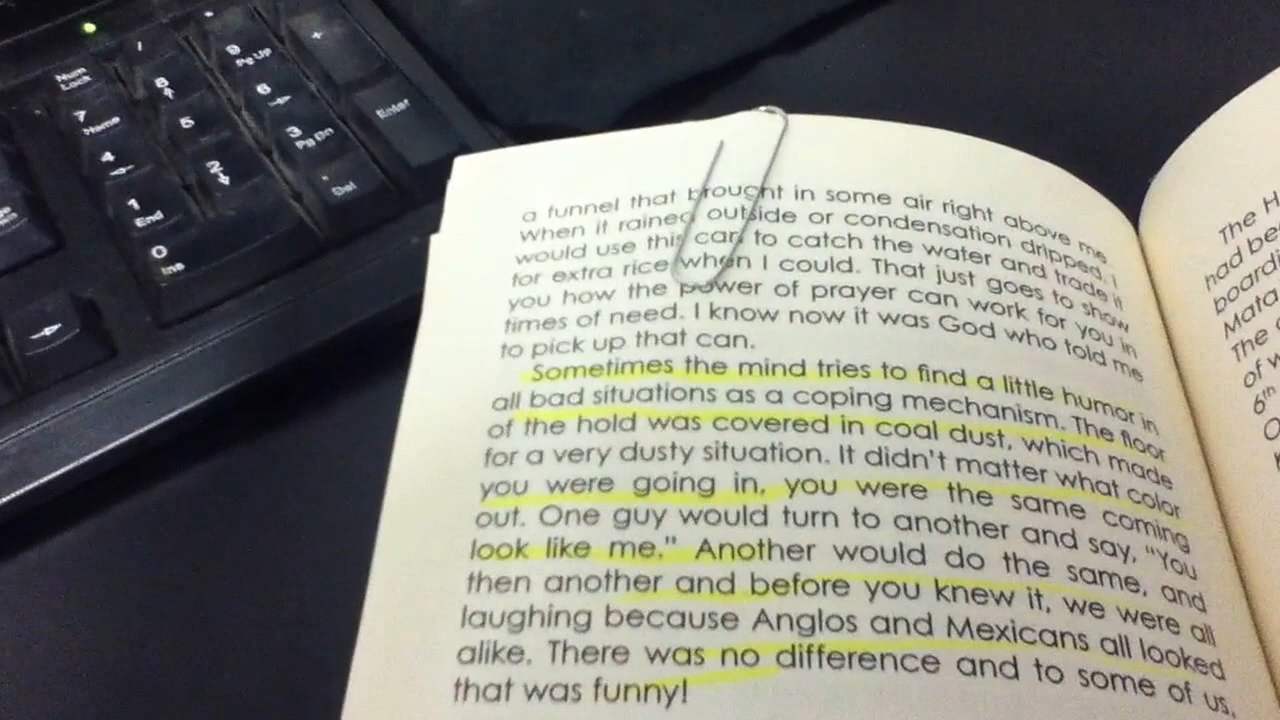 Num Lock
/
*
7 Home
8
9 Pg Up
+
4
5
6
Enter
1 End
2
3 Pg Dn
0 Ins
. Del
a funnel that brought in some air right above me.
When it rained outside or condensation dripped, I
would use this can to catch the water and trade it
for extra rice when I could. That just goes to show
you how the power of prayer can work for you in
times of need. I know now it was God who told me
to pick up that can.
Sometimes the mind tries to find a little humor in
all bad situations as a coping mechanism. The floor
of the hold was covered in coal dust, which made
for a very dusty situation. It didn't matter what color
you were going in, you were the same coming
out. One guy would turn to another and say, "You
look like me." Another would do the same, and
then another and before you knew it, we were all
laughing because Anglos and Mexicans all looked
alike. There was no difference and to some of us,
that was funny!
The H
had be
boardi
Mata
The
of w
6th